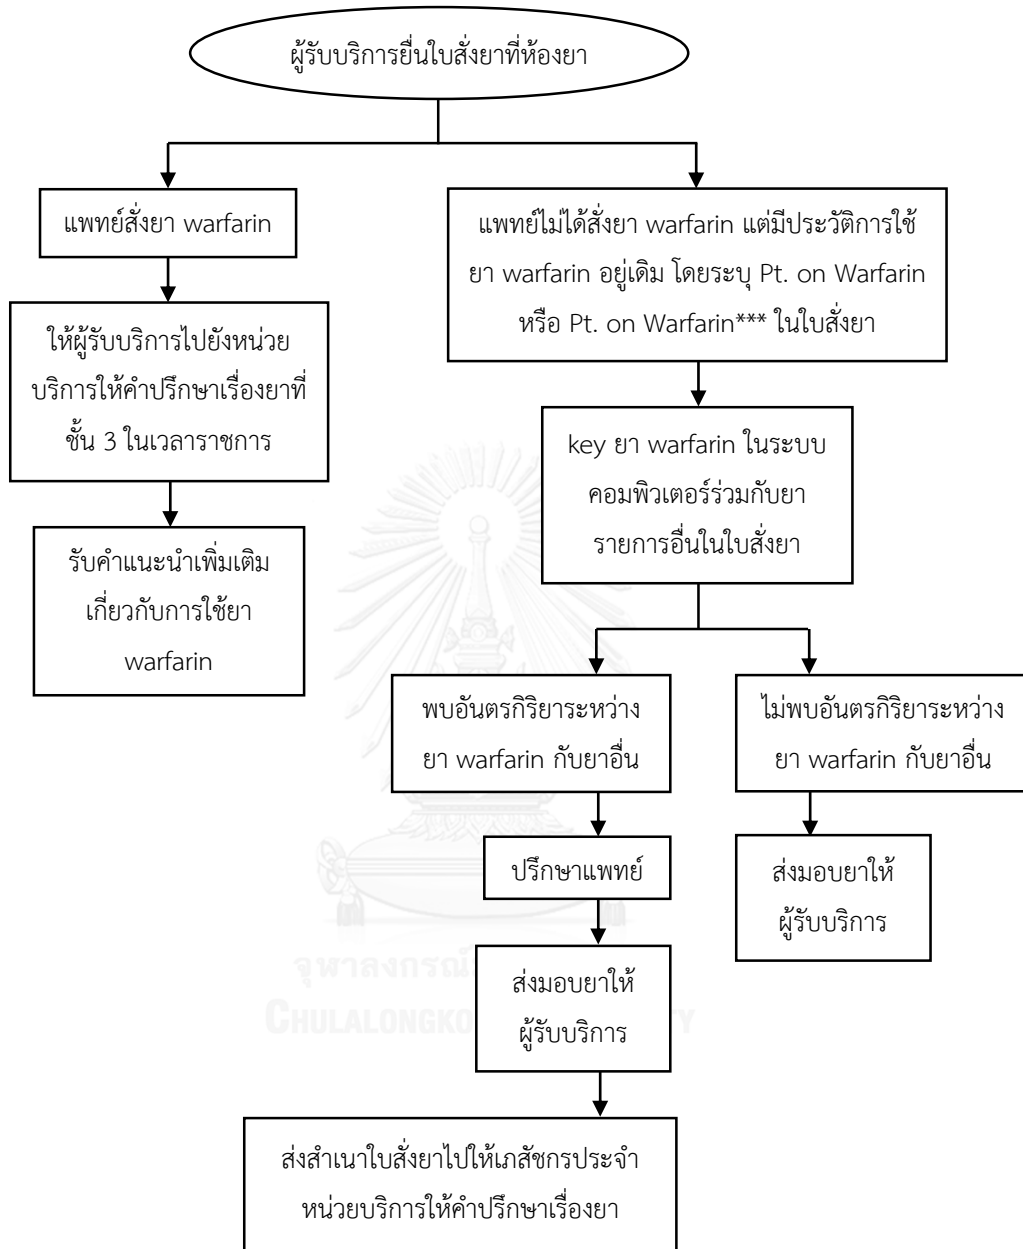 ผู้รับบริการยื่นใบสั่งยาที่ห้องยา
แพทย์สั่งยา warfarin
แพทย์ไม่ได้สั่งยา warfarin แต่มีประวัติการใช้
ยา warfarin อยู่เดิม โดยระบุ Pt. on Warfarin
หรือ Pt. on Warfarin*** ในใบสั่งยา
ให้ผู้รับบริการไปยังหน่วย
บริการให้คำปรึกษาเรื่องยาที่
ชั้น 3 ในเวลาราชการ
key ยา warfarin ในระบบ
คอมพิวเตอร์ร่วมกับยา
รายการอื่นในใบสั่งยา
รับคำแนะนำเพิ่มเติม
เกี่ยวกับการใช้ยา
warfarin
พบอันตรกิริยาระหว่าง
ยา warfarin กับยาอื่น
ไม่พบอันตรกิริยาระหว่าง
ยา warfarin กับยาอื่น
ปรึกษาแพทย์
ส่งมอบยาให้
ผู้รับบริการ
ส่งมอบยาให้
ผู้รับบริการ
จุฬาลงกรณ์
CHULALONGKO TY
ส่งสำเนาใบสั่งยาไปให้เภสัชกรประจำ
หน่วยบริการให้คำปรึกษาเรื่องยา